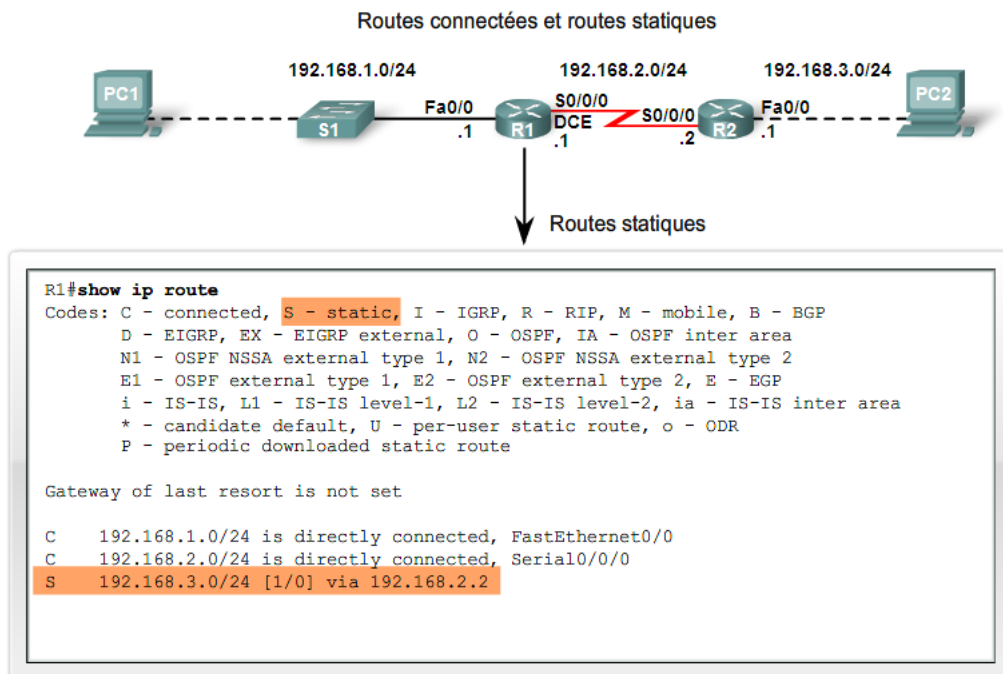 Routes connectées et routes statiques
192.168.1.0/24 192.168.2.0/24 192.168.3.0/24
PC1 PC2
Fa0/0 S0/0/0 S0/0/0 Fa0/0
S1 .1 R1 DCE .1 .2 R2 .1
Routes statiques
R1#show ip route
Codes: C - connected, S - static, I - IGRP, R - RIP, M - mobile, B - BGP
D - EIGRP, EX - EIGRP external, O - OSPF, IA - OSPF inter area
N1 - OSPF NSSA external type 1, N2 - OSPF NSSA external type 2
E1 - OSPF external type 1, E2 - OSPF external type 2, E - EGP
i - IS-IS, L1 - IS-IS level-1, L2 - IS-IS level-2, ia - IS-IS inter area
* - candidate default, U - per-user static route, o - ODR
P - periodic downloaded static route
Gateway of last resort is not set
C 192.168.1.0/24 is directly connected, FastEthernet0/0
C 192.168.2.0/24 is directly connected, Serial0/0/0
S 192.168.3.0/24 [1/0] via 192.168.2.2